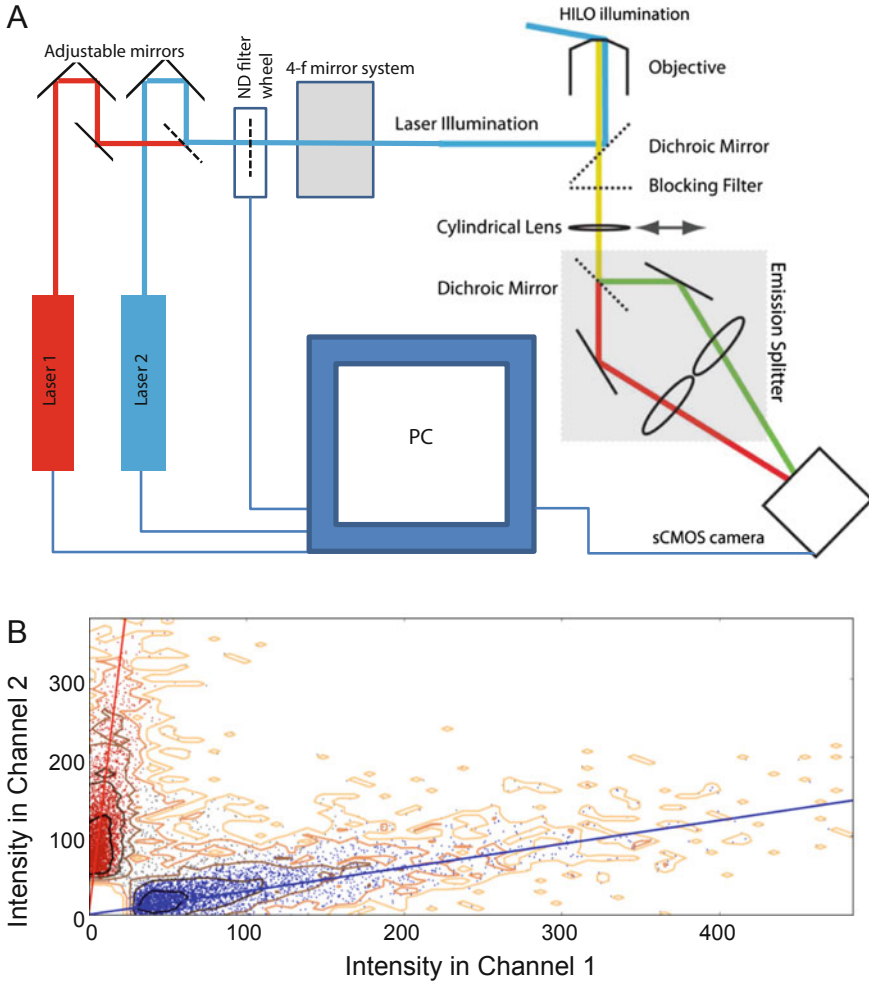 A
Adjustable mirrors
ND filter
wheel
4-f mirror system
HILO illumination
Objective
Laser Illumination
Dichroic Mirror
Blocking Filter
Cylindrical Lens
Dichroic Mirror
Emission Splitter
Laser 1
Laser 2
PC
sCMOS camera
B
Intensity in Channel 2
300
200
100
0
0
100
200
300
400
Intensity in Channel 1